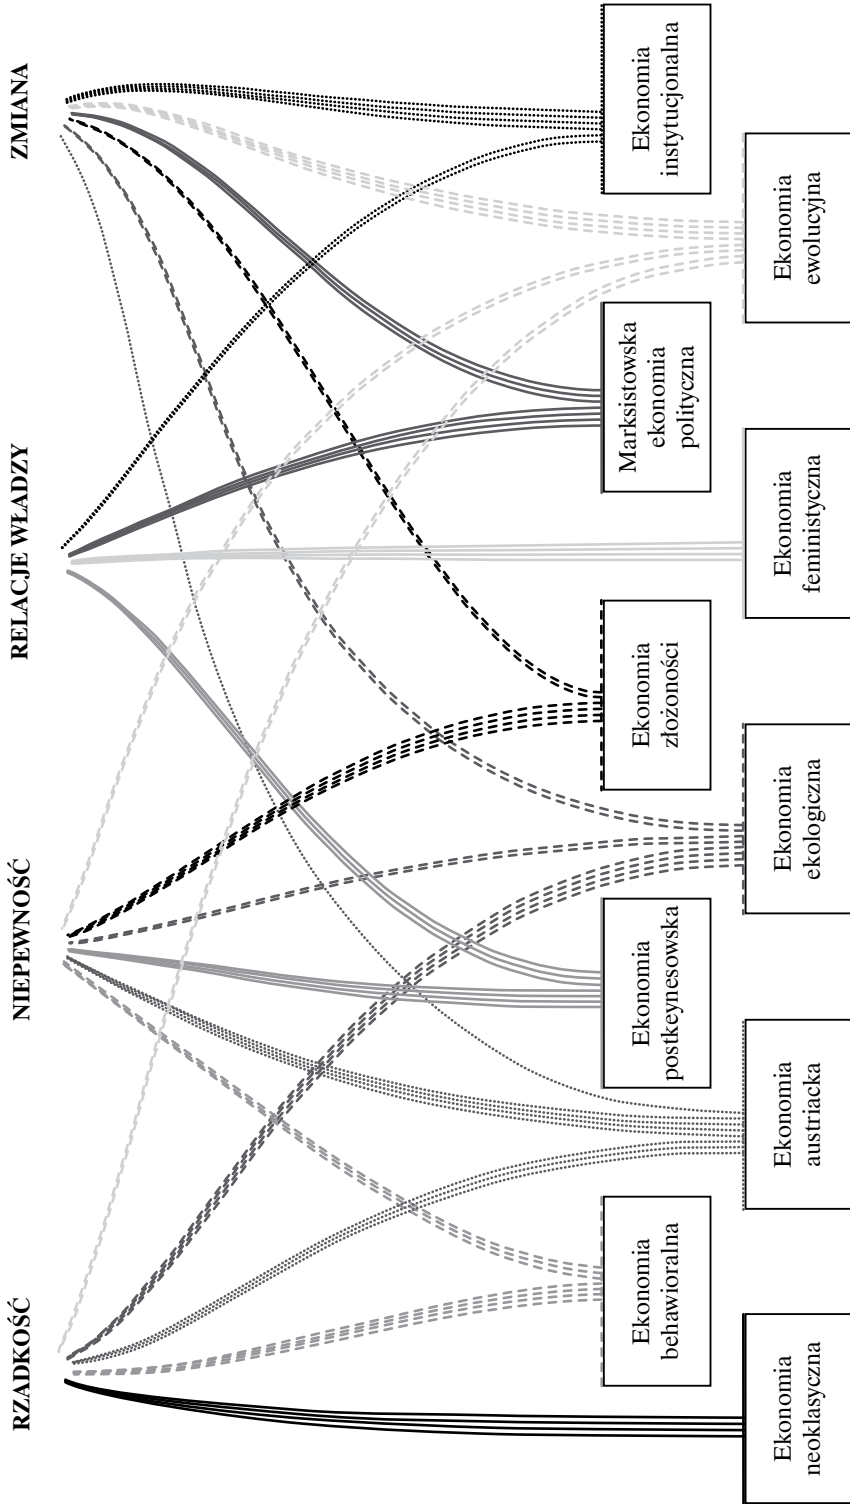 RZADKOŚĆ
NIEPEWNOŚĆ
RELACJE WŁADZY
ZMIANA
Ekonomia
behawioralna
Ekonomia
postkeynesowska
Ekonomia
złożoności
Marksistowska
ekonomia
polityczna
Ekonomia
instytucjonalna
Ekonomia
neoklasyczna
Ekonomia
austriacka
Ekonomia
ekologiczna
Ekonomia
feministyczna
Ekonomia
ewolucyjna